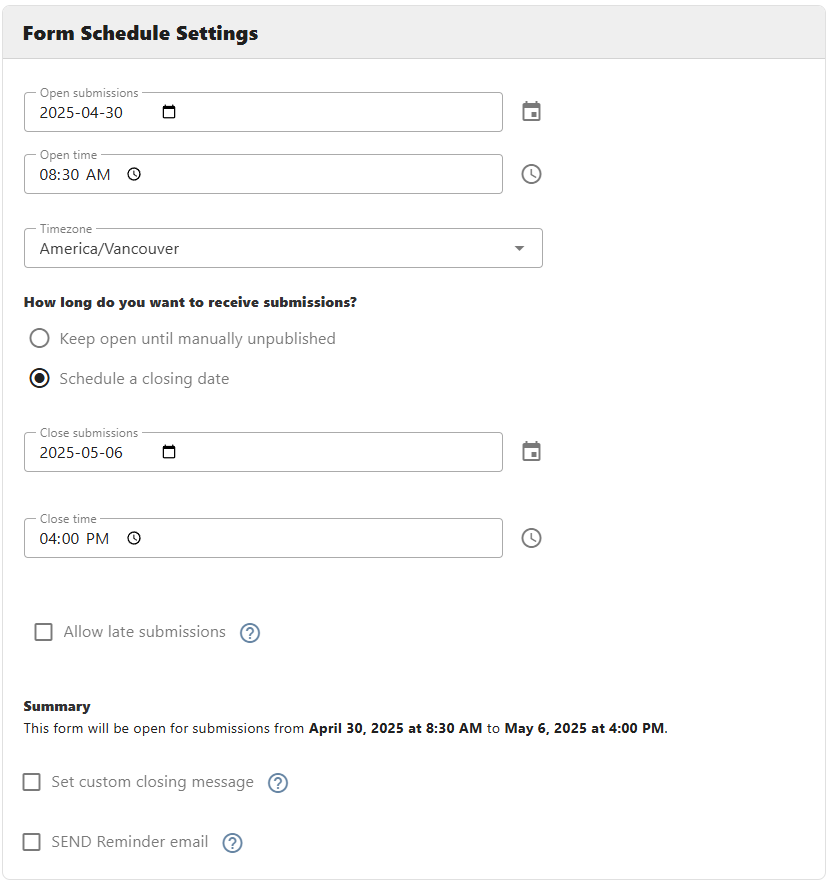 Form Schedule Settings
Open submissions
2025-04-30
Open time
08:30 AM
Timezone
America/Vancouver
How long do you want to receive submissions?
Keep open until manually unpublished
Schedule a closing date
Close submissions
2025-05-06
Close time
04:00 PM
Allow late submissions ?
Summary
This form will be open for submissions from April 30, 2025 at 8:30 AM to May 6, 2025 at 4:00 PM.
Set custom closing message ?
SEND Reminder email ?